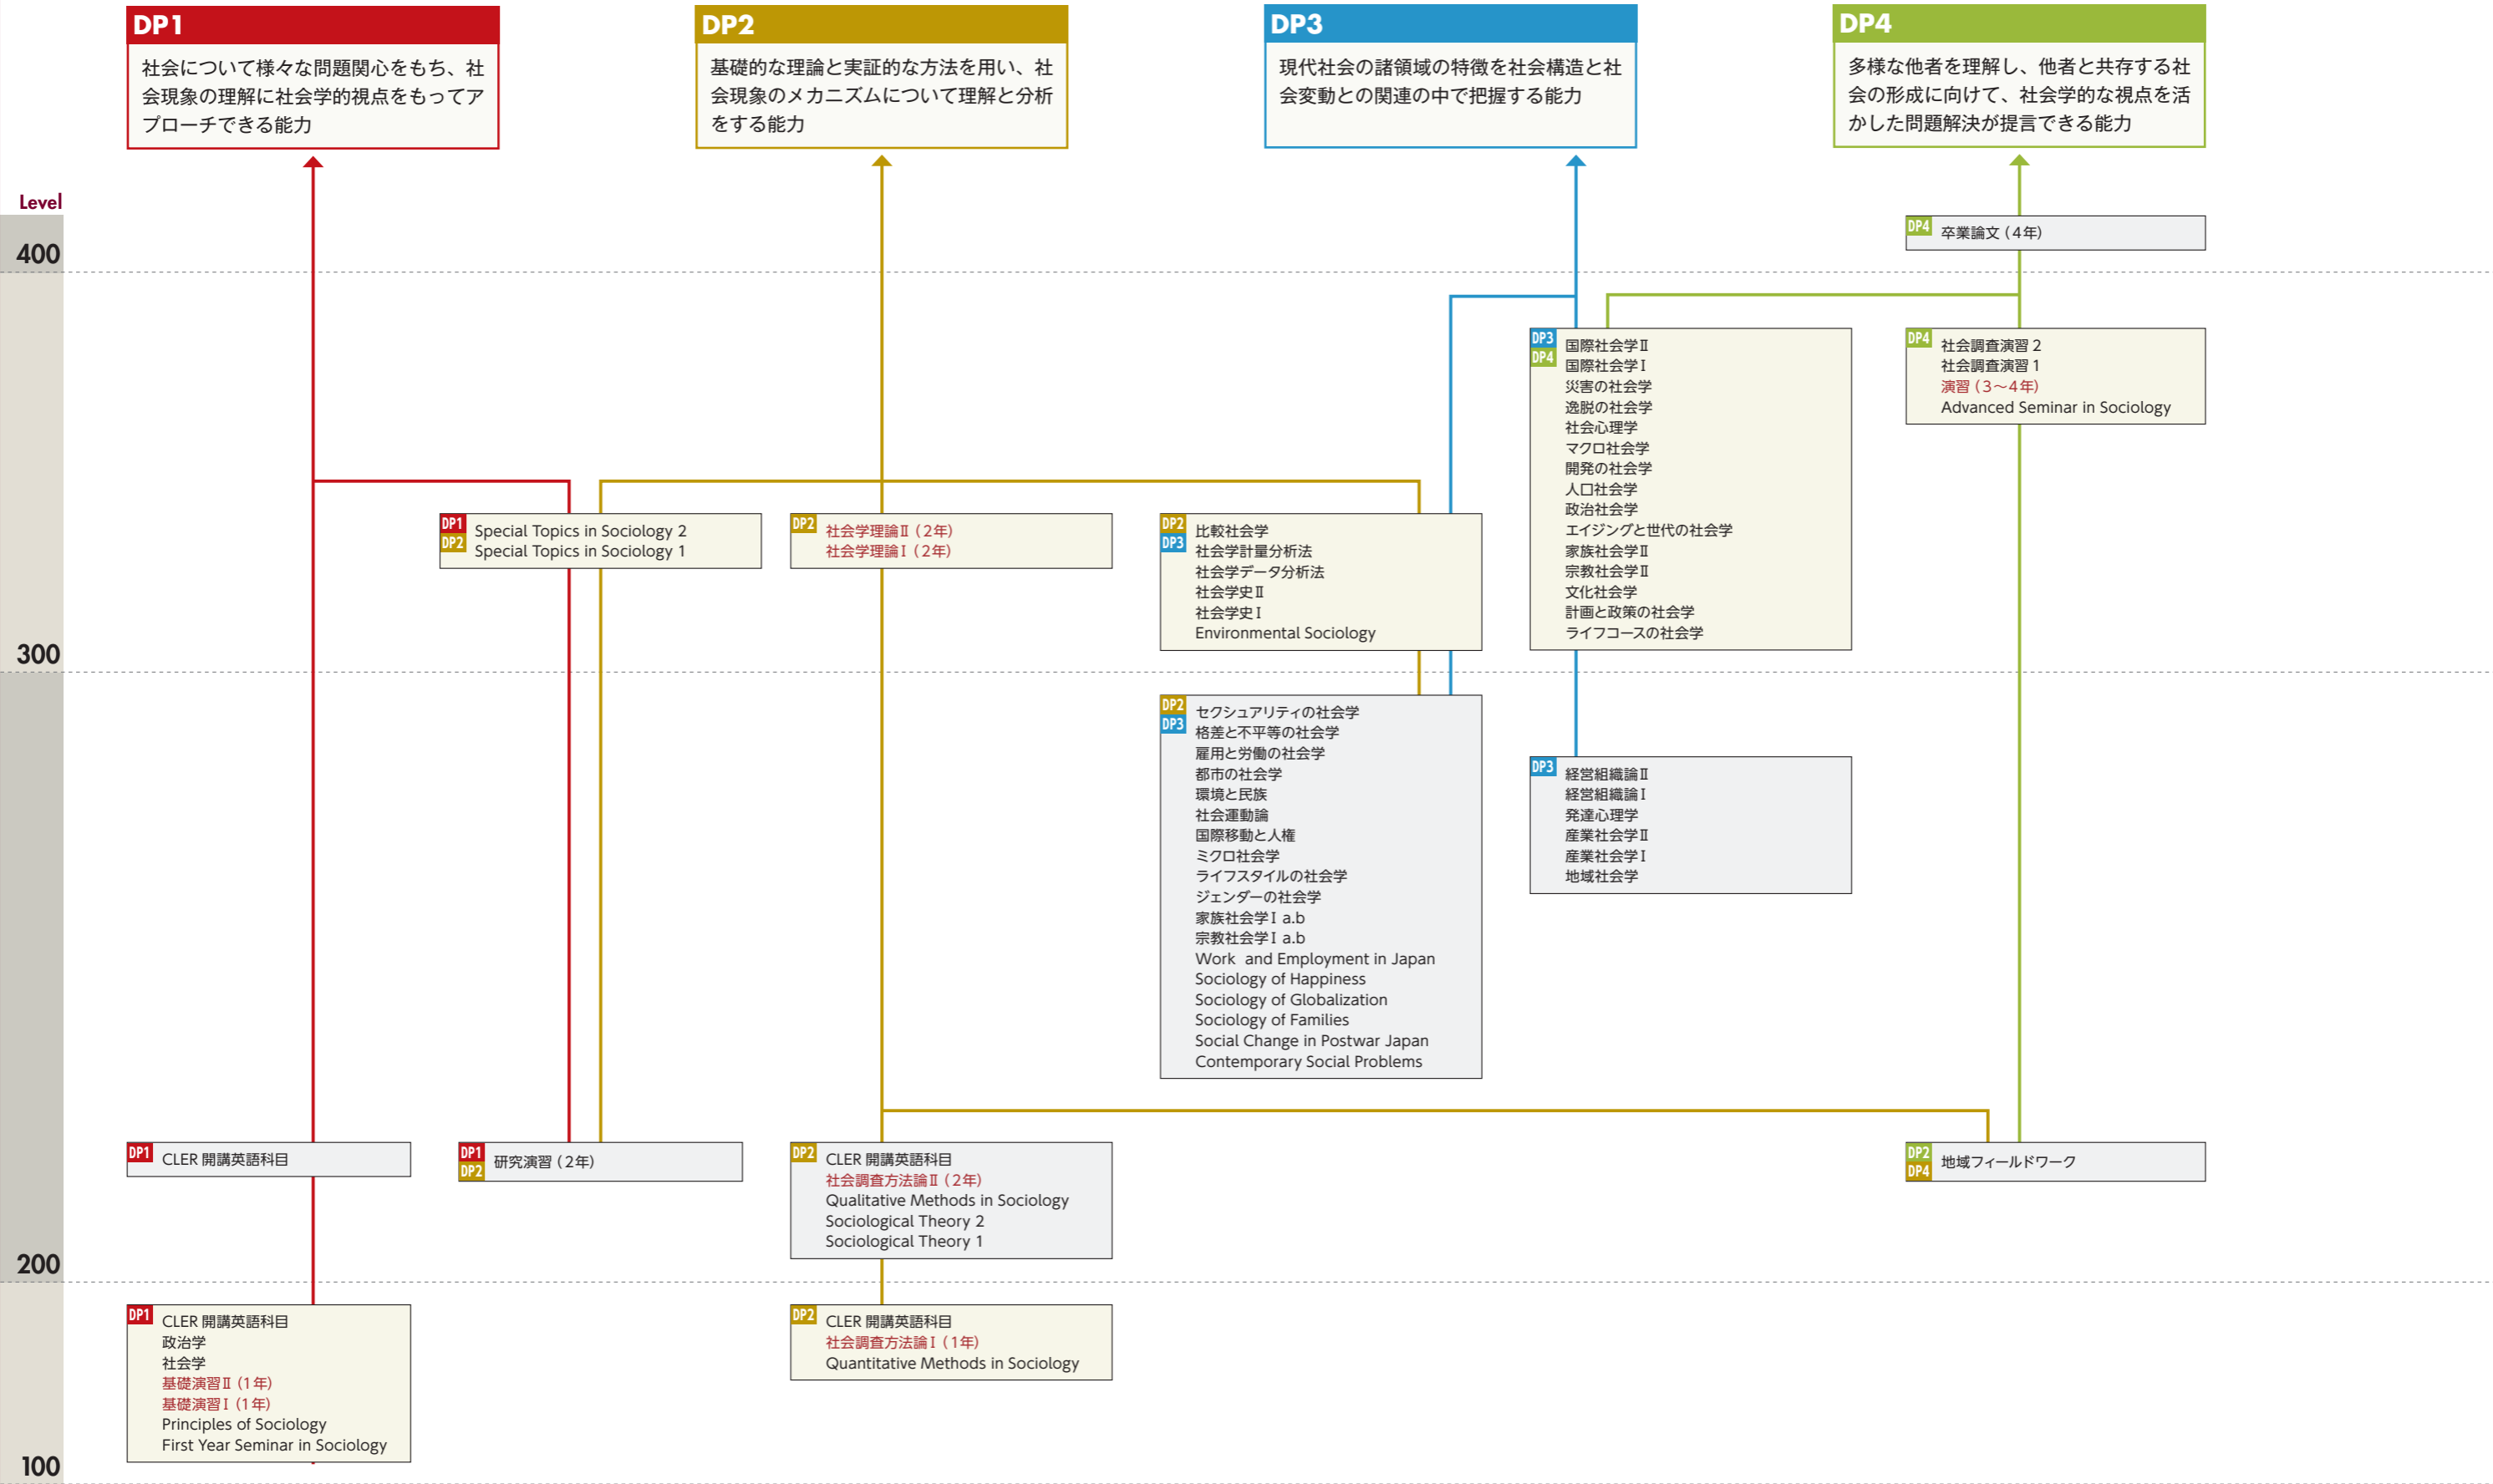 DP1
社会について様々な問題関心をもち、社
会現象の理解に社会学的視点をもってア
プローチできる能力
DP2
基礎的な理論と実証的な方法を用い、社
会現象のメカニズムについて理解と分析
をする能力
DP3
現代社会の諸領域の特徴を社会構造と社
会変動との関連の中で把握する能力
DP4
多様な他者を理解し、他者と共存する社
会の形成に向けて、社会学的な視点を活
かした問題解決が提言できる能力
Level
400
DP4
卒業論文（4年）
DP3
DP4
国際社会学Ⅱ
国際社会学Ⅰ
災害の社会学
逸脱の社会学
社会心理学
マクロ社会学
開発の社会学
人口社会学
政治社会学
エイジングと世代の社会学
家族社会学Ⅱ
宗教社会学Ⅱ
文化社会学
計画と政策の社会学
ライフコースの社会学
DP4
社会調査演習 2
社会調査演習 1
演習（3〜4年）
Advanced Seminar in Sociology
DP1
DP2
Special Topics in Sociology 2
Special Topics in Sociology 1
DP2
社会学理論Ⅱ（2年）
社会学理論Ⅰ（2年）
DP2
DP3
比較社会学
社会学計量分析法
社会学データ分析法
社会学史Ⅱ
社会学史Ⅰ
Environmental Sociology
300
DP2
DP3
セクシュアリティの社会学
格差と不平等の社会学
雇用と労働の社会学
都市の社会学
環境と民族
社会運動論
国際移動と人権
ミクロ社会学
ライフスタイルの社会学
ジェンダーの社会学
家族社会学Ⅰ a.b
宗教社会学Ⅰ a.b
Work and Employment in Japan
Sociology of Happiness
Sociology of Globalization
Sociology of Families
Social Change in Postwar Japan
Contemporary Social Problems
DP3
経営組織論Ⅱ
経営組織論Ⅰ
発達心理学
産業社会学Ⅱ
産業社会学Ⅰ
地域社会学
DP1
CLER 開講英語科目
DP1
DP2
研究演習（2年）
DP2
CLER 開講英語科目
社会調査方法論Ⅱ（2年）
Qualitative Methods in Sociology
Sociological Theory 2
Sociological Theory 1
DP2
DP4
地域フィールドワーク
200
DP1
CLER 開講英語科目
政治学
社会学
基礎演習Ⅱ（1年）
基礎演習Ⅰ（1年）
Principles of Sociology
First Year Seminar in Sociology
DP2
CLER 開講英語科目
社会調査方法論Ⅰ（1年）
Quantitative Methods in Sociology
100